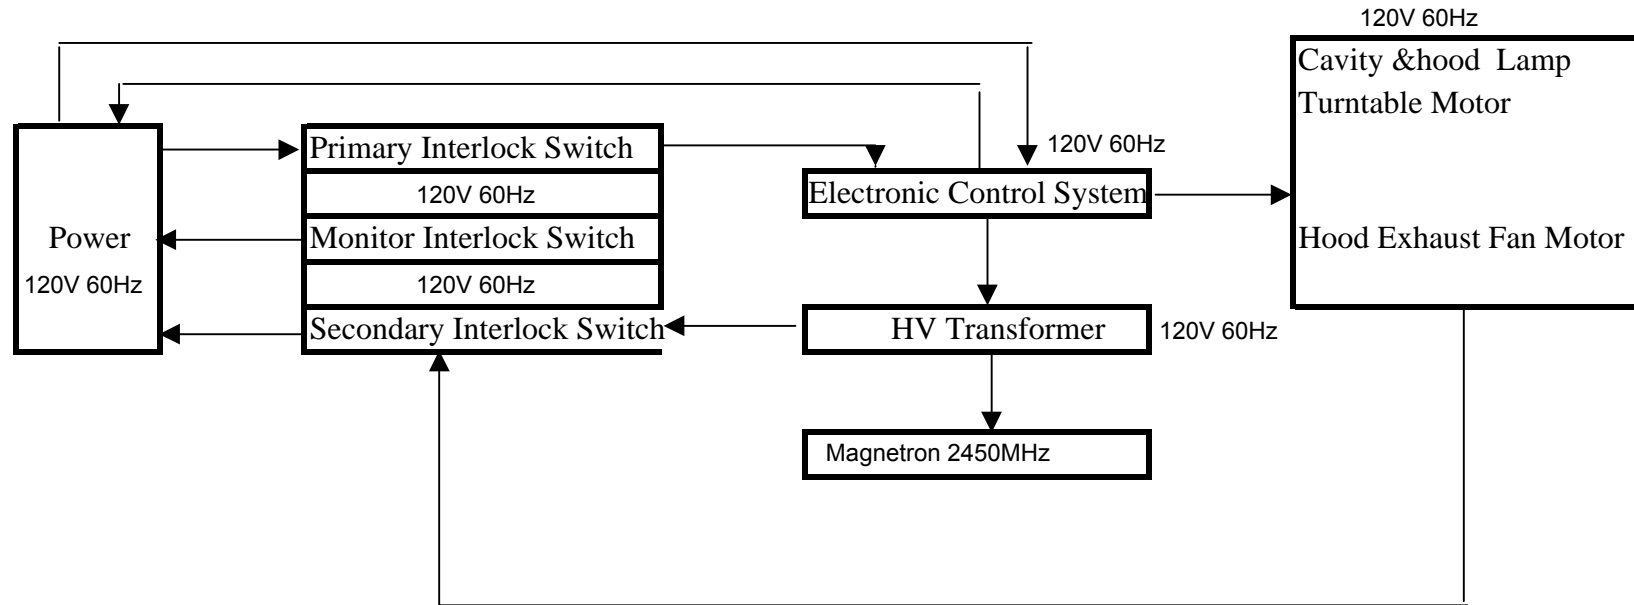 120V 60Hz
Cavity &hood  Lamp
Turntable Motor
Hood Exhaust Fan Motor
Power
120V 60Hz
Primary Interlock Switch
120V 60Hz
Monitor Interlock Switch
120V 60Hz
Secondary Interlock Switch
120V 60Hz
Electronic Control System
HV Transformer
120V 60Hz
Magnetron 2450MHz